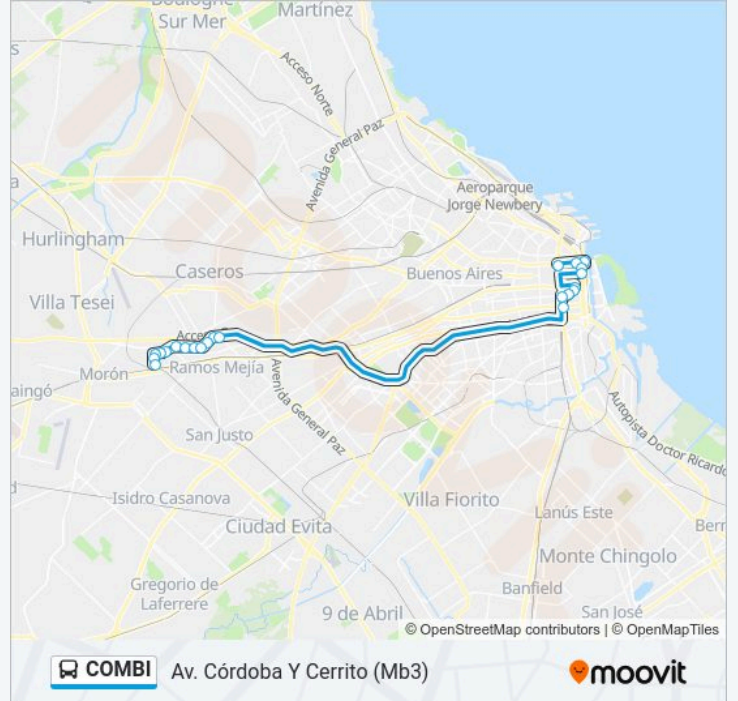 Boulogne
Sur Mer
Martínez
s
Acceso Norte
Avenida General Paz
a
Aeroparque
Jorge Newbery
Hurlingham
Caseros
Buenos Aires
Villa Tesei
Acce
Morón
Ramos Mejía
aingó
Avenida General Paz
Autopista Doctor Ricardo
San Justo
Isidro Casanova
Villa Fiorito
Lanús Este
Ciudad Evita
Bern
Monte Chingolo
Gregorio de
Laferrere
Banfield
9 de Abril
San José
© OpenStreetMap contributors | © OpenMapTiles
COMBI Av. Córdoba Y Cerrito (Mb3) moovit